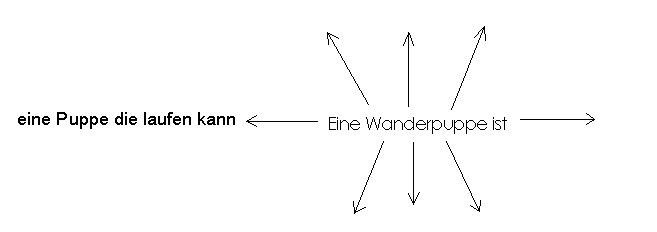 eine Puppe die laufen kann
Eine Wanderpuppe ist